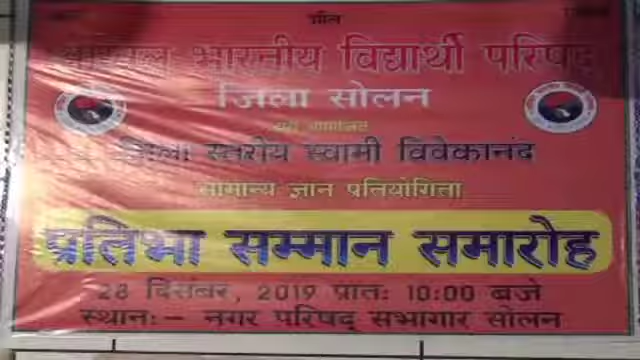 अखिल भारतीय विद्यार्थी परिषद्
जिला सोलन
जिला स्तरीय स्वामी विवेकानंद
सामान्य ज्ञान प्रतियोगिता
प्रतिभा सम्मान समारोह
28 दिसंबर, 2019 प्रातः 10:00 बजे
स्थान:- नगर परिषद् सभागार सोलन